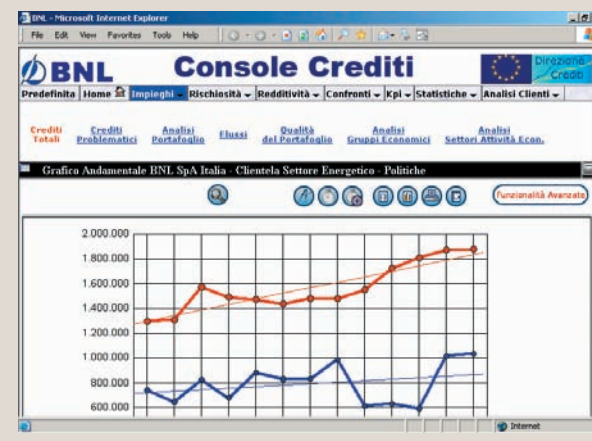 BNL - Microsoft Internet Explorer
File Edit View Favorites Tools Help
BNL Console Crediti Direzione Crediti
Predefinita Home Impieghi Rischiosità Redditività Confronti Kpi Statistiche Analisi Clienti
Crediti Totali Crediti Problematici Analisi Portafoglio Flussi Qualità del Portafoglio Analisi Gruppi Economici Analisi Settori Attività Econ.
Grafico Andamentale BNL SpA Italia - Clientela Settore Energetico - Politiche
Funzionalità Avanzate
2.000.000
1.800.000
1.600.000
1.400.000
1.200.000
1.000.000
800.000
600.000
Internet